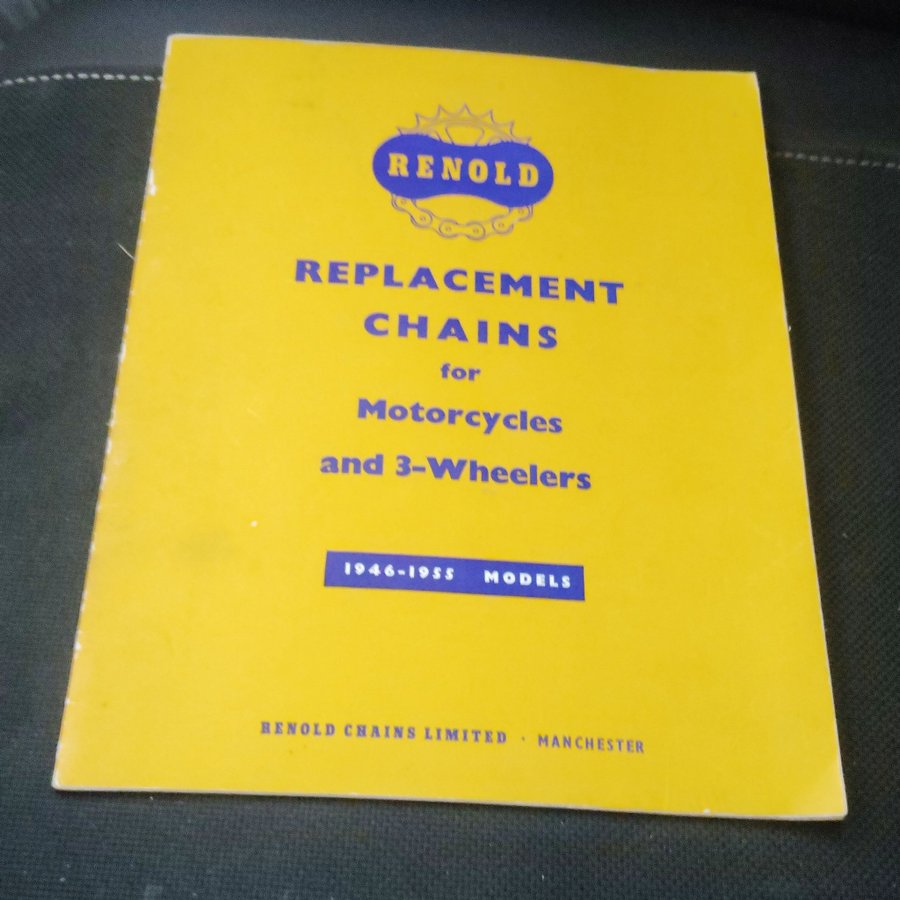 RENOLD
REPLACEMENT
CHAINS
for
Motorcycles
and 3-Wheelers
1946-1955 MODELS
RENOLD CHAINS LIMITED · MANCHESTER